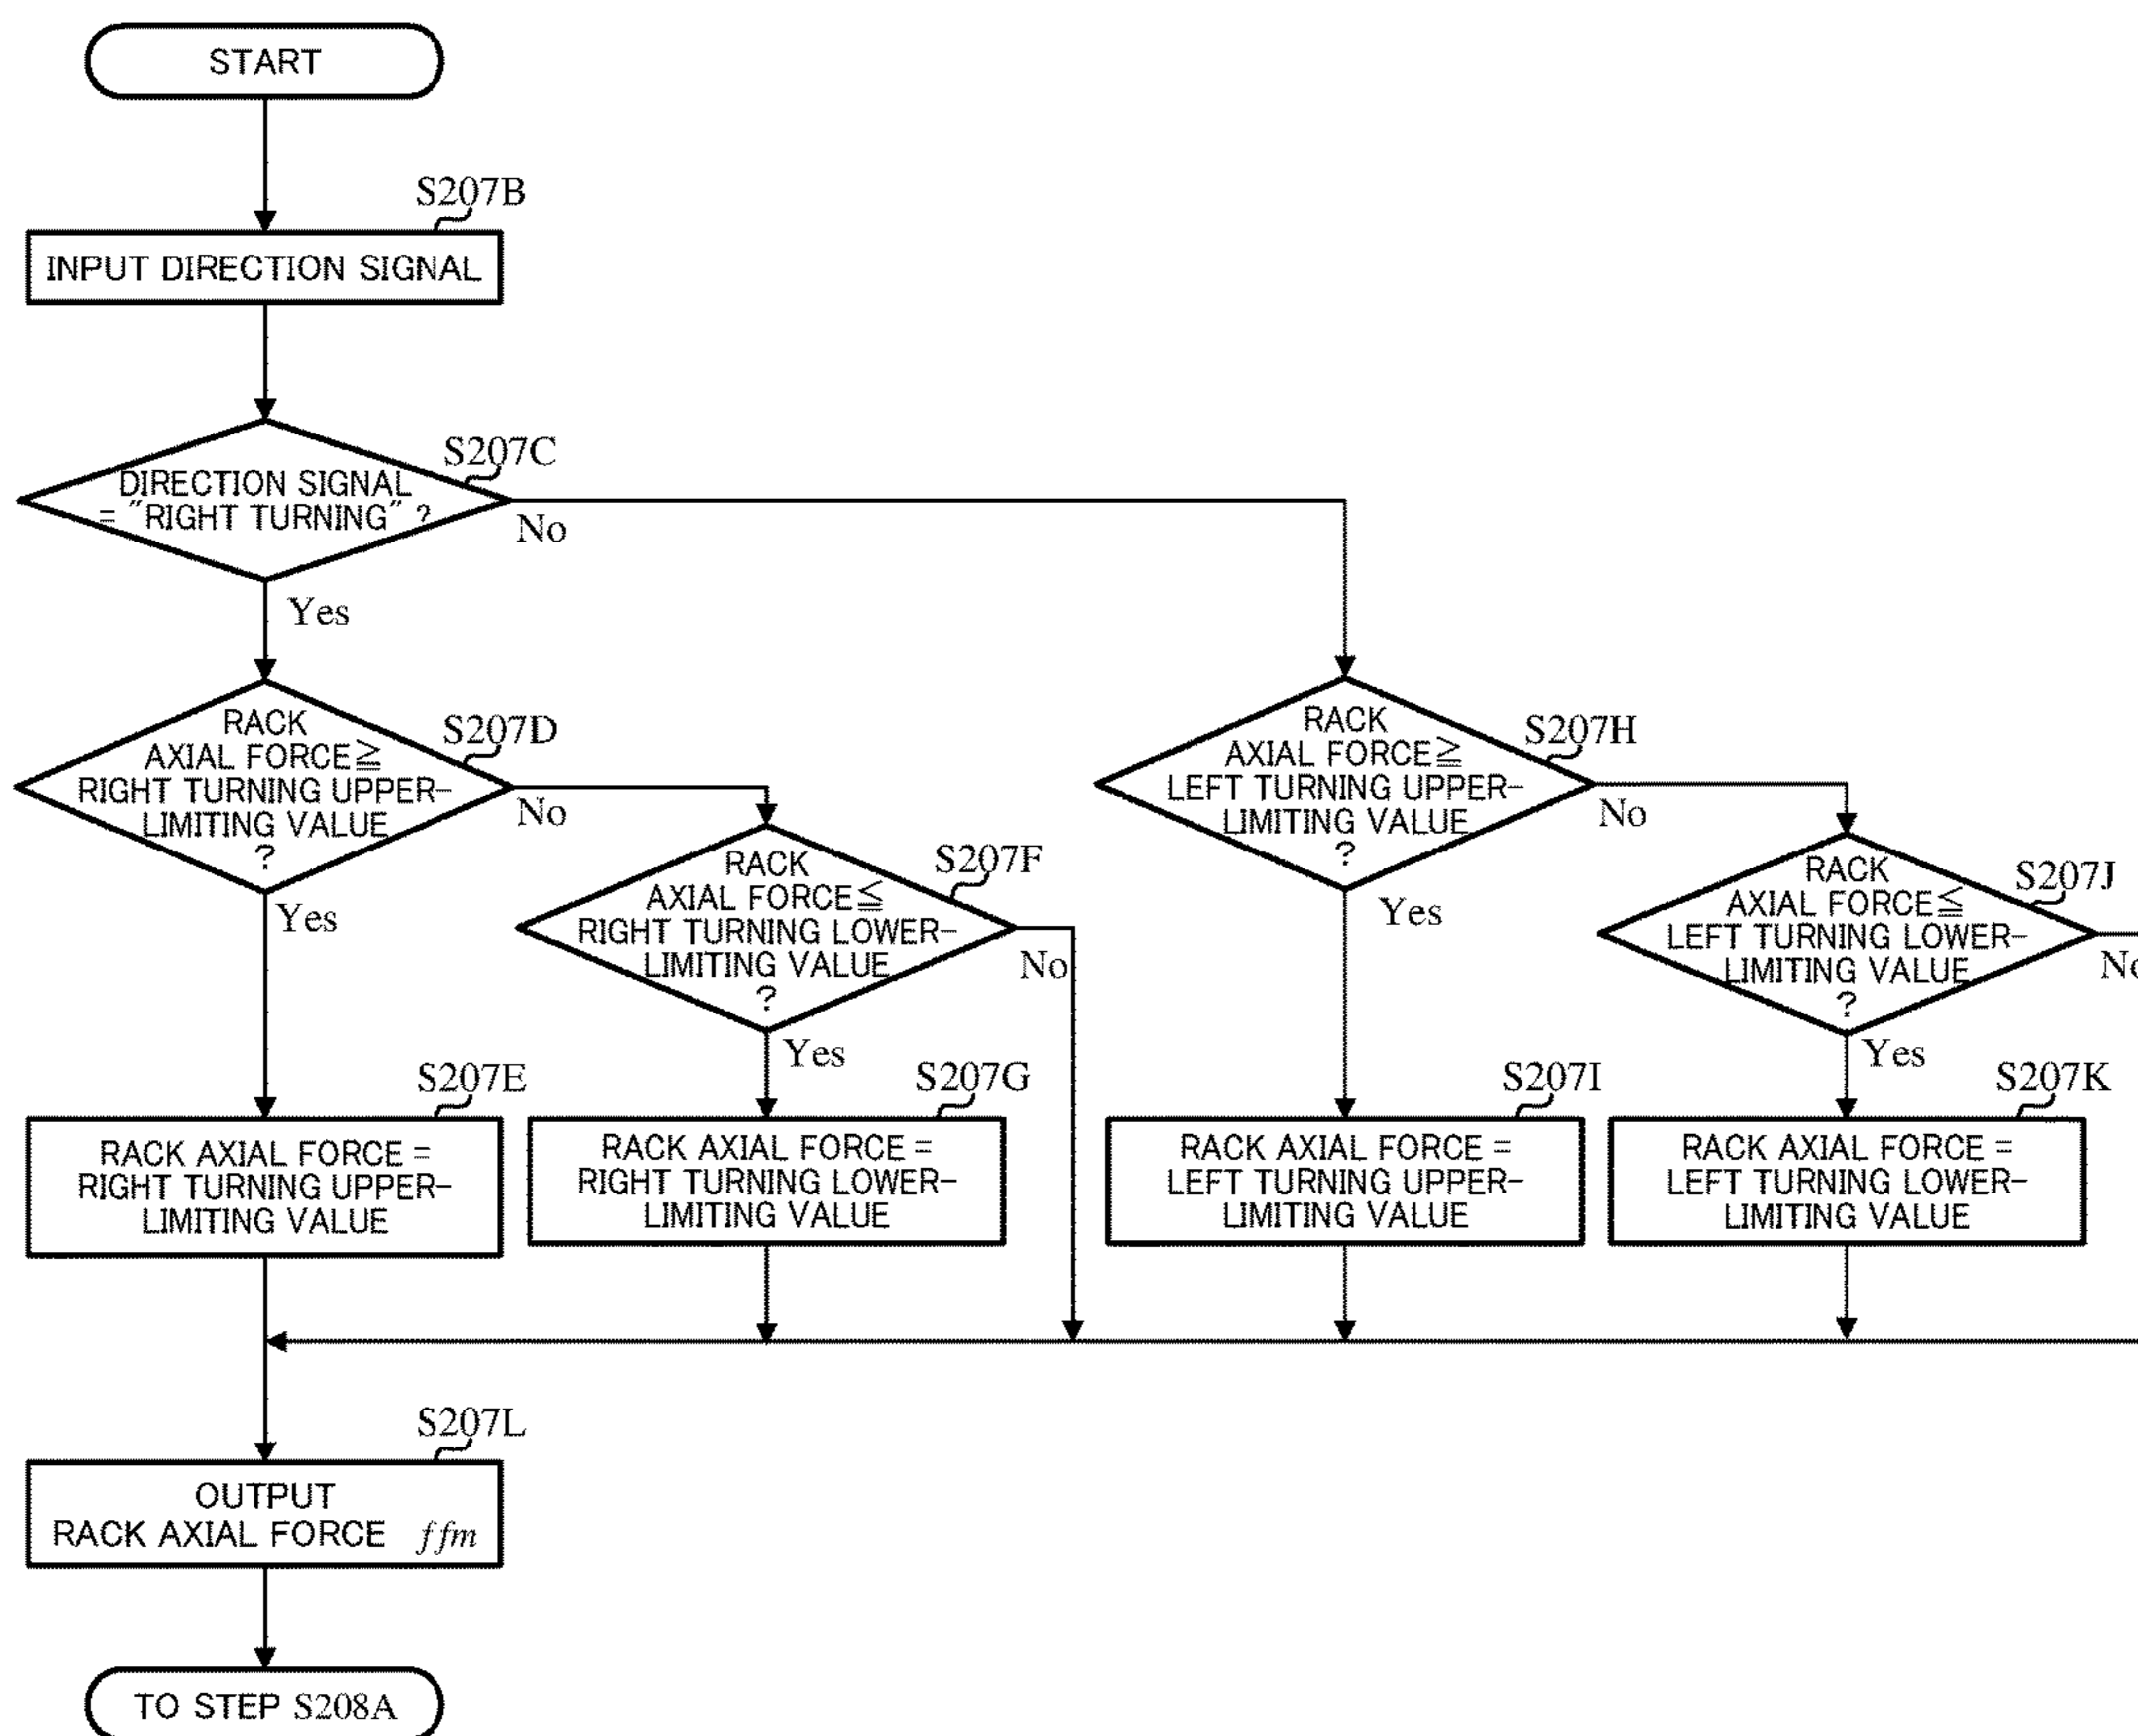 START
S207B
INPUT DIRECTION SIGNAL
S207C
DIRECTION SIGNAL
= "RIGHT TURNING" ?
No
Yes
RACK
AXIAL FORCE≧
RIGHT TURNING UPPER-
LIMITING VALUE
?
S207D
No
Yes
RACK
AXIAL FORCE≦
RIGHT TURNING LOWER-
LIMITING VALUE
?
S207F
No
Yes
RACK
AXIAL FORCE≧
LEFT TURNING UPPER-
LIMITING VALUE
?
S207H
No
Yes
RACK
AXIAL FORCE≦
LEFT TURNING LOWER-
LIMITING VALUE
?
S207J
No
Yes
S207E
RACK AXIAL FORCE =
RIGHT TURNING UPPER-
LIMITING VALUE
S207G
RACK AXIAL FORCE =
RIGHT TURNING LOWER-
LIMITING VALUE
S207I
RACK AXIAL FORCE =
LEFT TURNING UPPER-
LIMITING VALUE
S207K
RACK AXIAL FORCE =
LEFT TURNING LOWER-
LIMITING VALUE
S207L
OUTPUT
RACK AXIAL FORCE ffm
TO STEP S208A